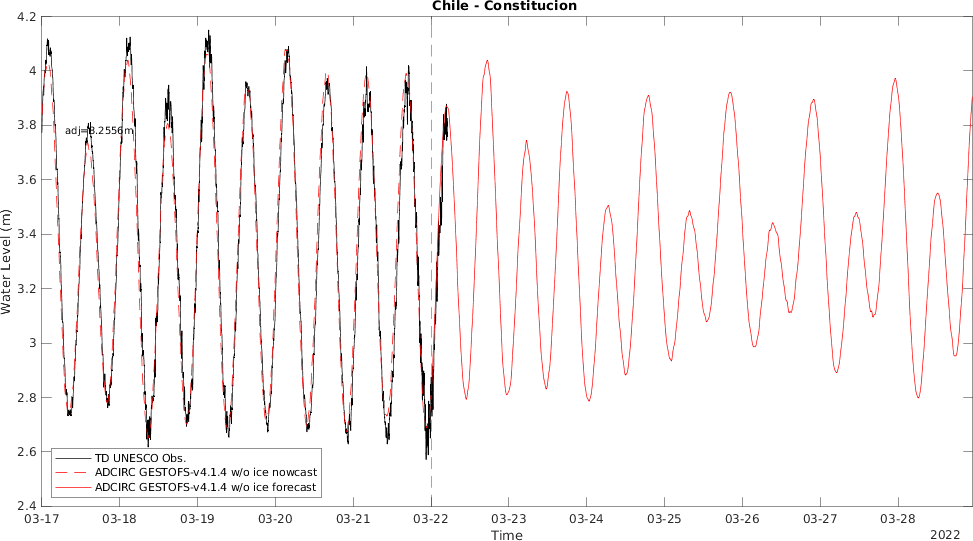 Chile - Constitucion
4.2
4
3.8
3.6
3.4
3.2
3
2.8
2.6
2.4
Water Level (m)
adj=3.2556m
TD UNESCO Obs.
ADCIRC GESTOFS-v4.1.4 w/o ice nowcast
ADCIRC GESTOFS-v4.1.4 w/o ice forecast
03-17 03-18 03-19 03-20 03-21 03-22 03-23 03-24 03-25 03-26 03-27 03-28
Time
2022